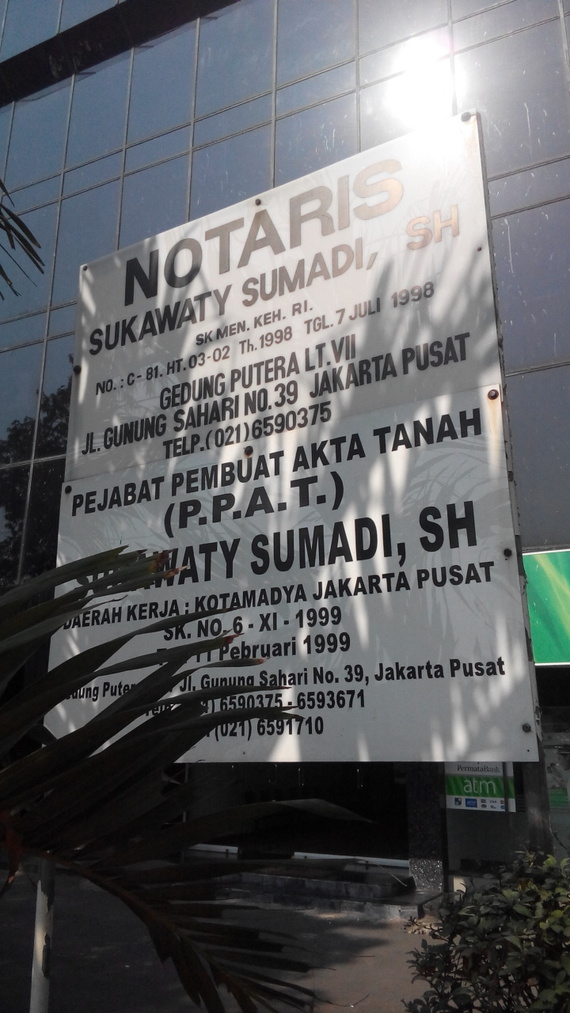 NOTARIS
SUKAWATY SUMADI, SH
SK MEN. KEH. RI.
NO. : C - 81. HT. 03-02 Th. 1998 TGL. 7 JULI 1998
GEDUNG PUTERA LT. VII
JL. GUNUNG SAHARI NO. 39 JAKARTA PUSAT
TELP. (021) 6590375
PEJABAT PEMBUAT AKTA TANAH
(P.P.A.T.)
SUKAWATY SUMADI, SH
DAERAH KERJA : KOTAMADYA JAKARTA PUSAT
SK. NO. 6 - XI - 1999
11 Pebruari 1999
Jl. Gunung Sahari No. 39, Jakarta Pusat
6590375 - 6593671
(021) 6591710
PermataBank
atm